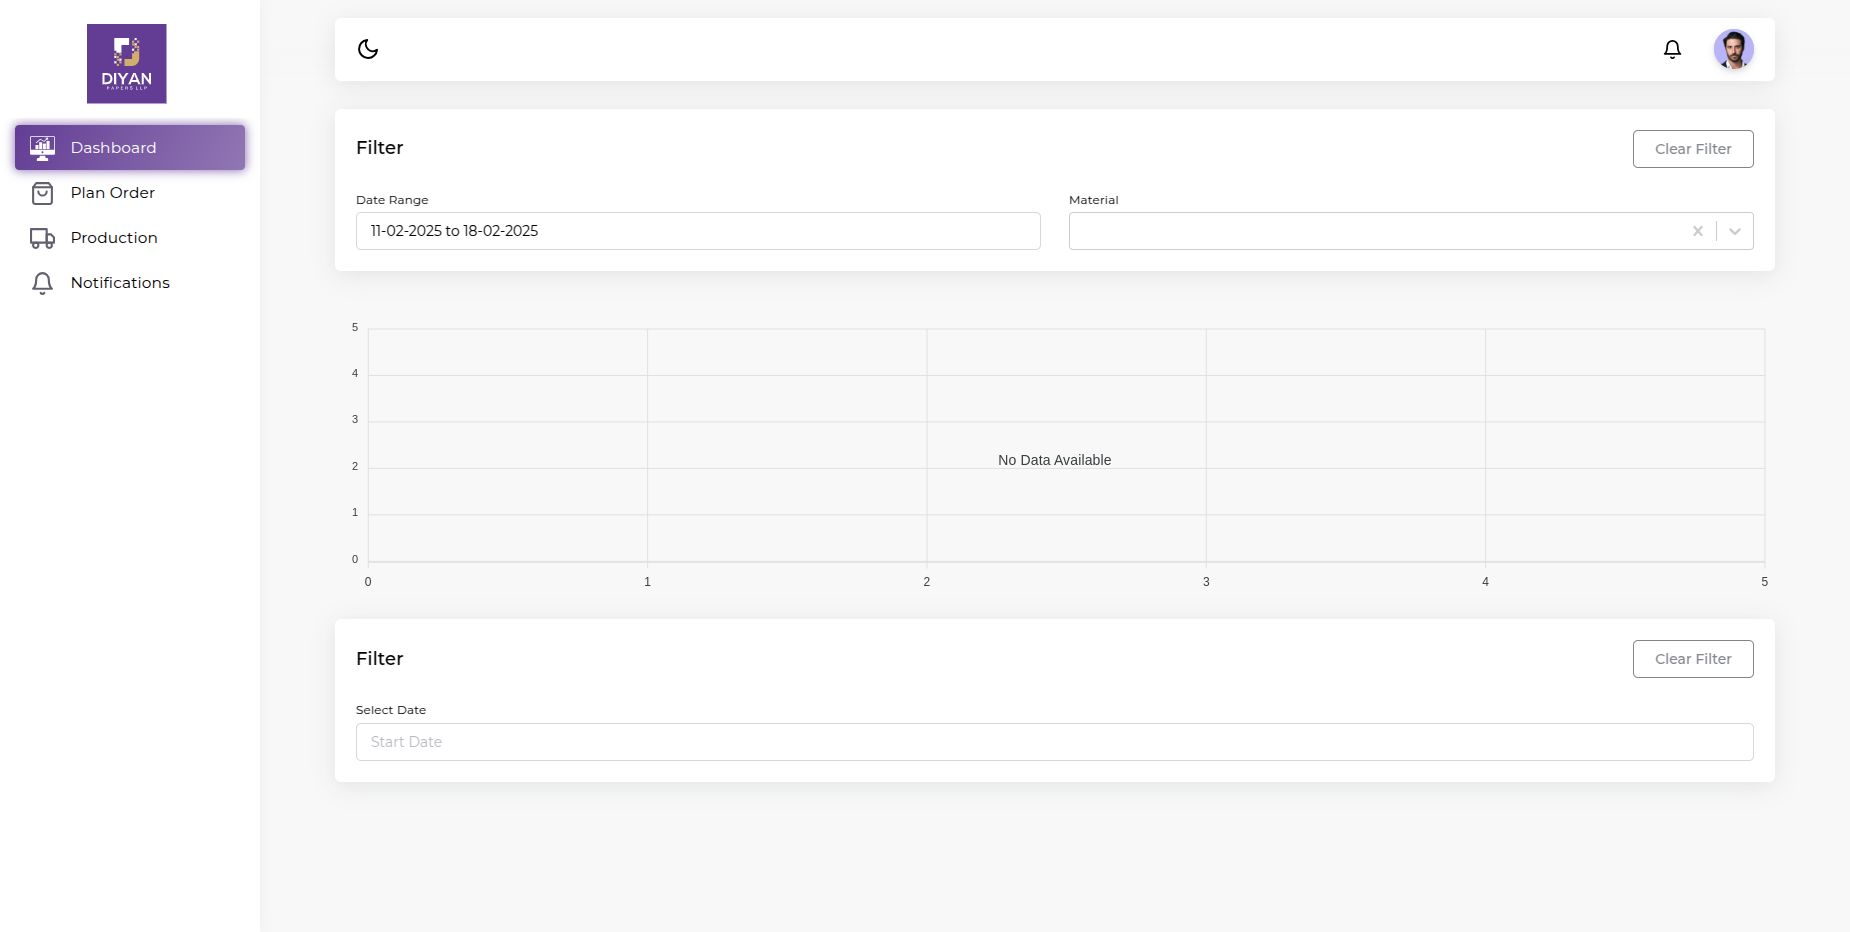 DIYAN
PAPERS LLP
Dashboard
Plan Order
Production
Notifications
Filter
Clear Filter
Date Range
Material
11-02-2025 to 18-02-2025
5
4
3
2
1
0
No Data Available
0 1 2 3 4 5
Filter
Clear Filter
Select Date
Start Date